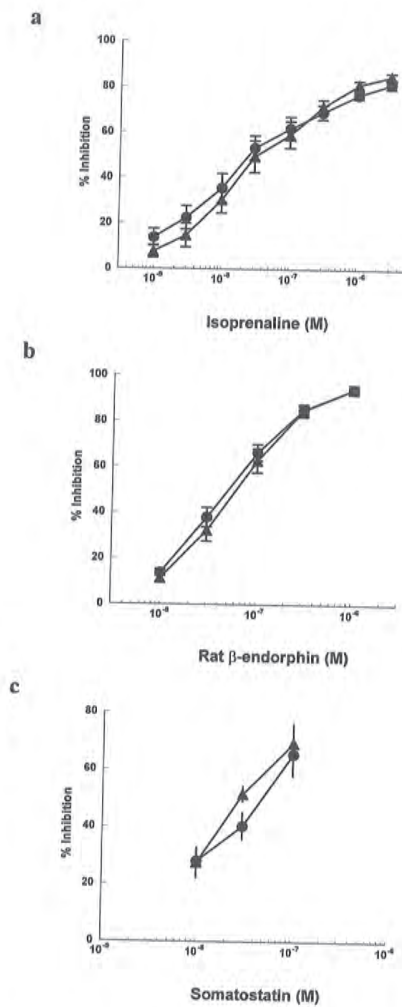 a
100
80
60
40
20
0
% Inhibition
10⁻⁹ 10⁻⁸ 10⁻⁷ 10⁻⁶
Isoprenaline (M)
b
100
80
60
40
20
0
% Inhibition
10⁻⁸ 10⁻⁷ 10⁻⁶
Rat β-endorphin (M)
c
80
60
40
20
0
% Inhibition
10⁻⁹ 10⁻⁸ 10⁻⁷ 10⁻⁶
Somatostatin (M)